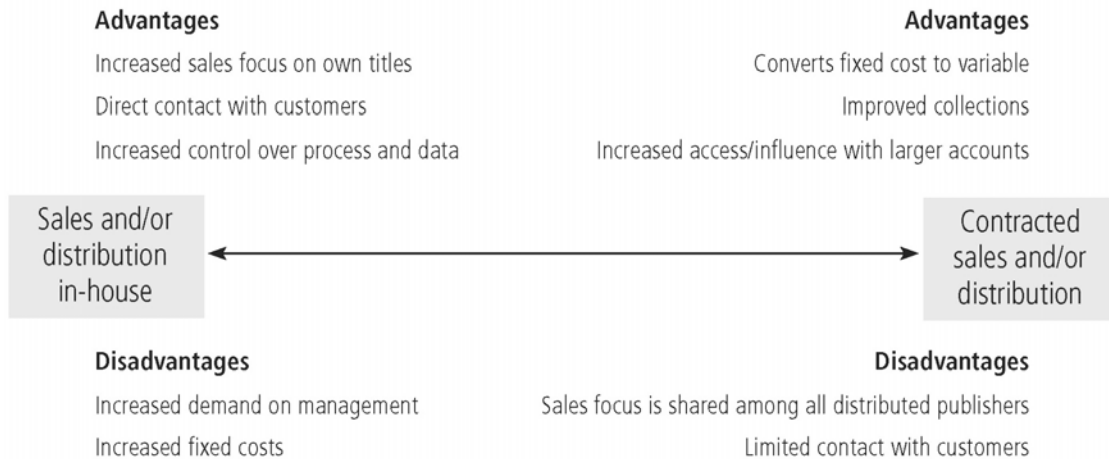 Advantages
Increased sales focus on own titles
Direct contact with customers
Increased control over process and data
Advantages
Converts fixed cost to variable
Improved collections
Increased access/influence with larger accounts
Sales and/or
distribution
in-house
Contracted
sales and/or
distribution
Disadvantages
Increased demand on management
Increased fixed costs
Disadvantages
Sales focus is shared among all distributed publishers
Limited contact with customers